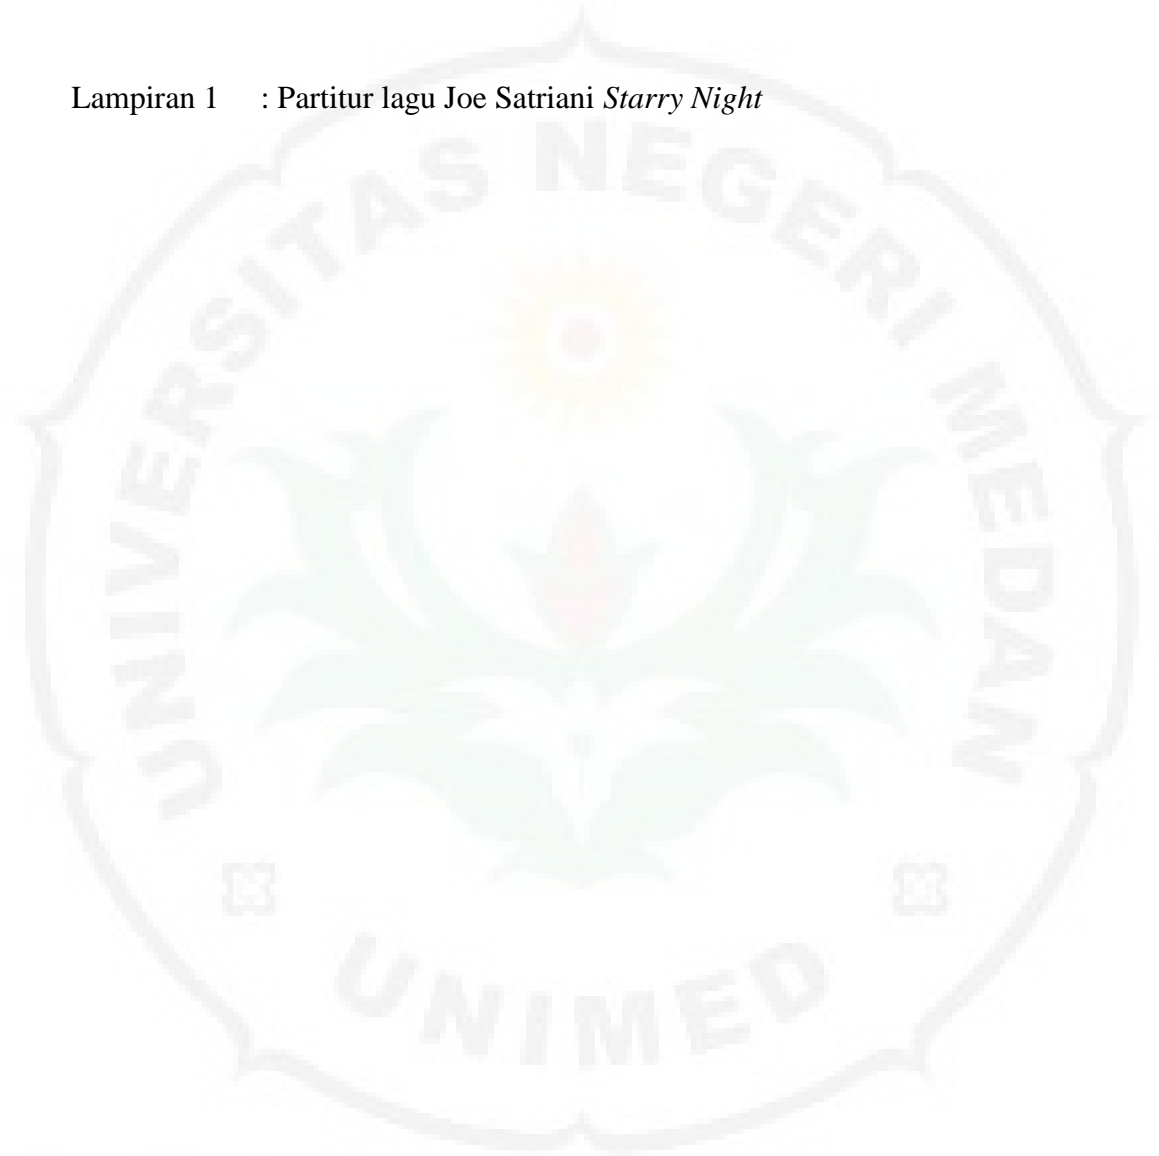 Lampiran 1 : Partitur lagu Joe Satriani Starry Night
UNIVERSITAS NEGERI MEDAN
UNIMED